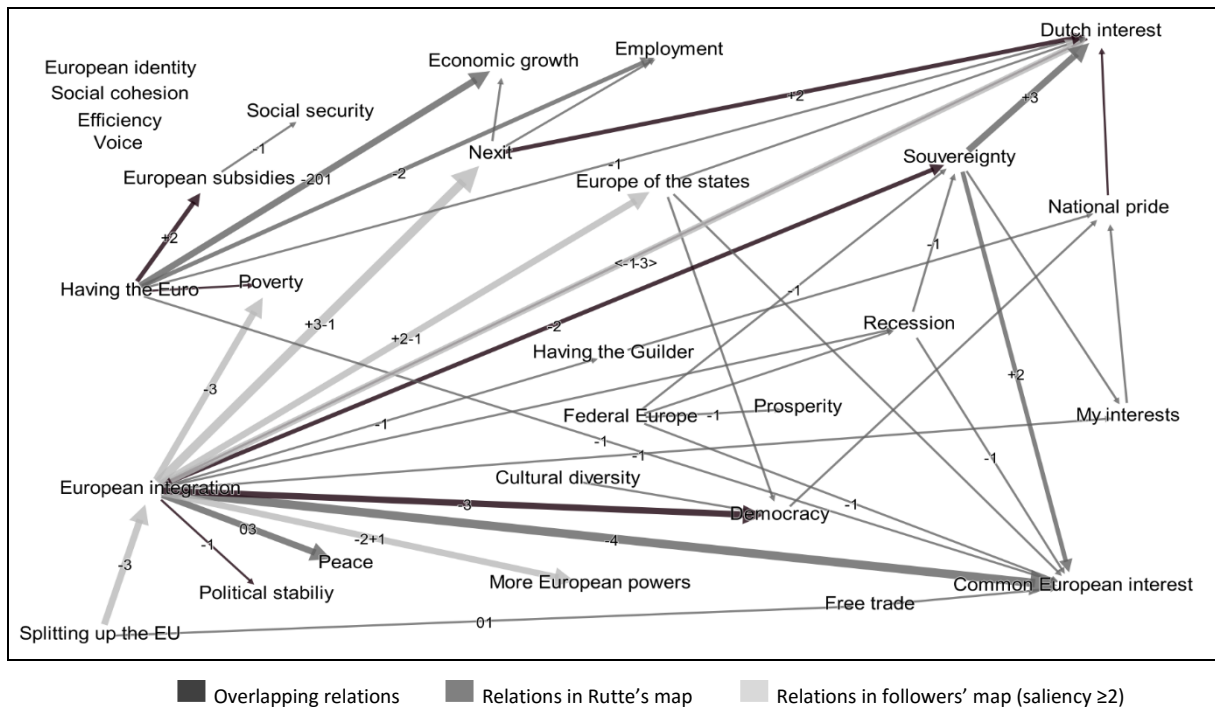 Dutch interest
Employment
Economic growth
European identity
Social cohesion
Efficiency
Voice
Social security
+2
+3
-1
European subsidies
-201
-2
Nexit
-1
Souvereignty
Europe of the states
National pride
+2
Having the Euro
Poverty
<-1-3>
-1
-1
+3-1
+2-1
-2
Recession
Having the Guilder
-3
+2
Federal Europe
-1
Prosperity
My interests
-1
-1
-1
-1
European integration
Cultural diversity
-3
Democracy
-1
03
-2+1
-4
-3
-1
Peace
Political stabiliy
More European powers
Common European interest
Free trade
01
Splitting up the EU
Overlapping relations
Relations in Rutte's map
Relations in followers' map (saliency ≥2)